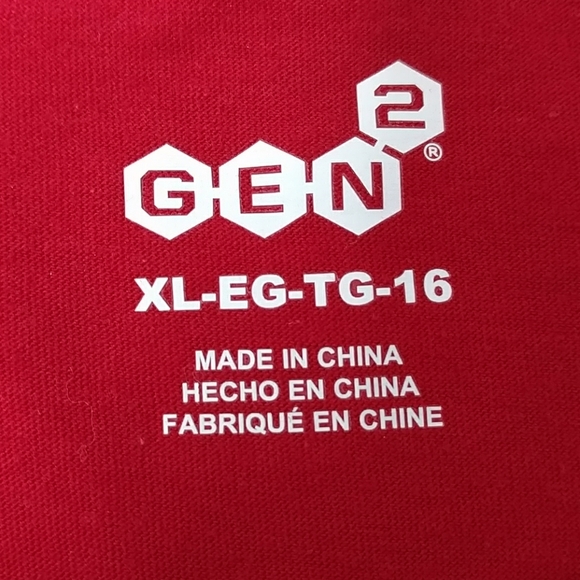 GEN2®
XL-EG-TG-16
MADE IN CHINA
HECHO EN CHINA
FABRIQUÉ EN CHINE